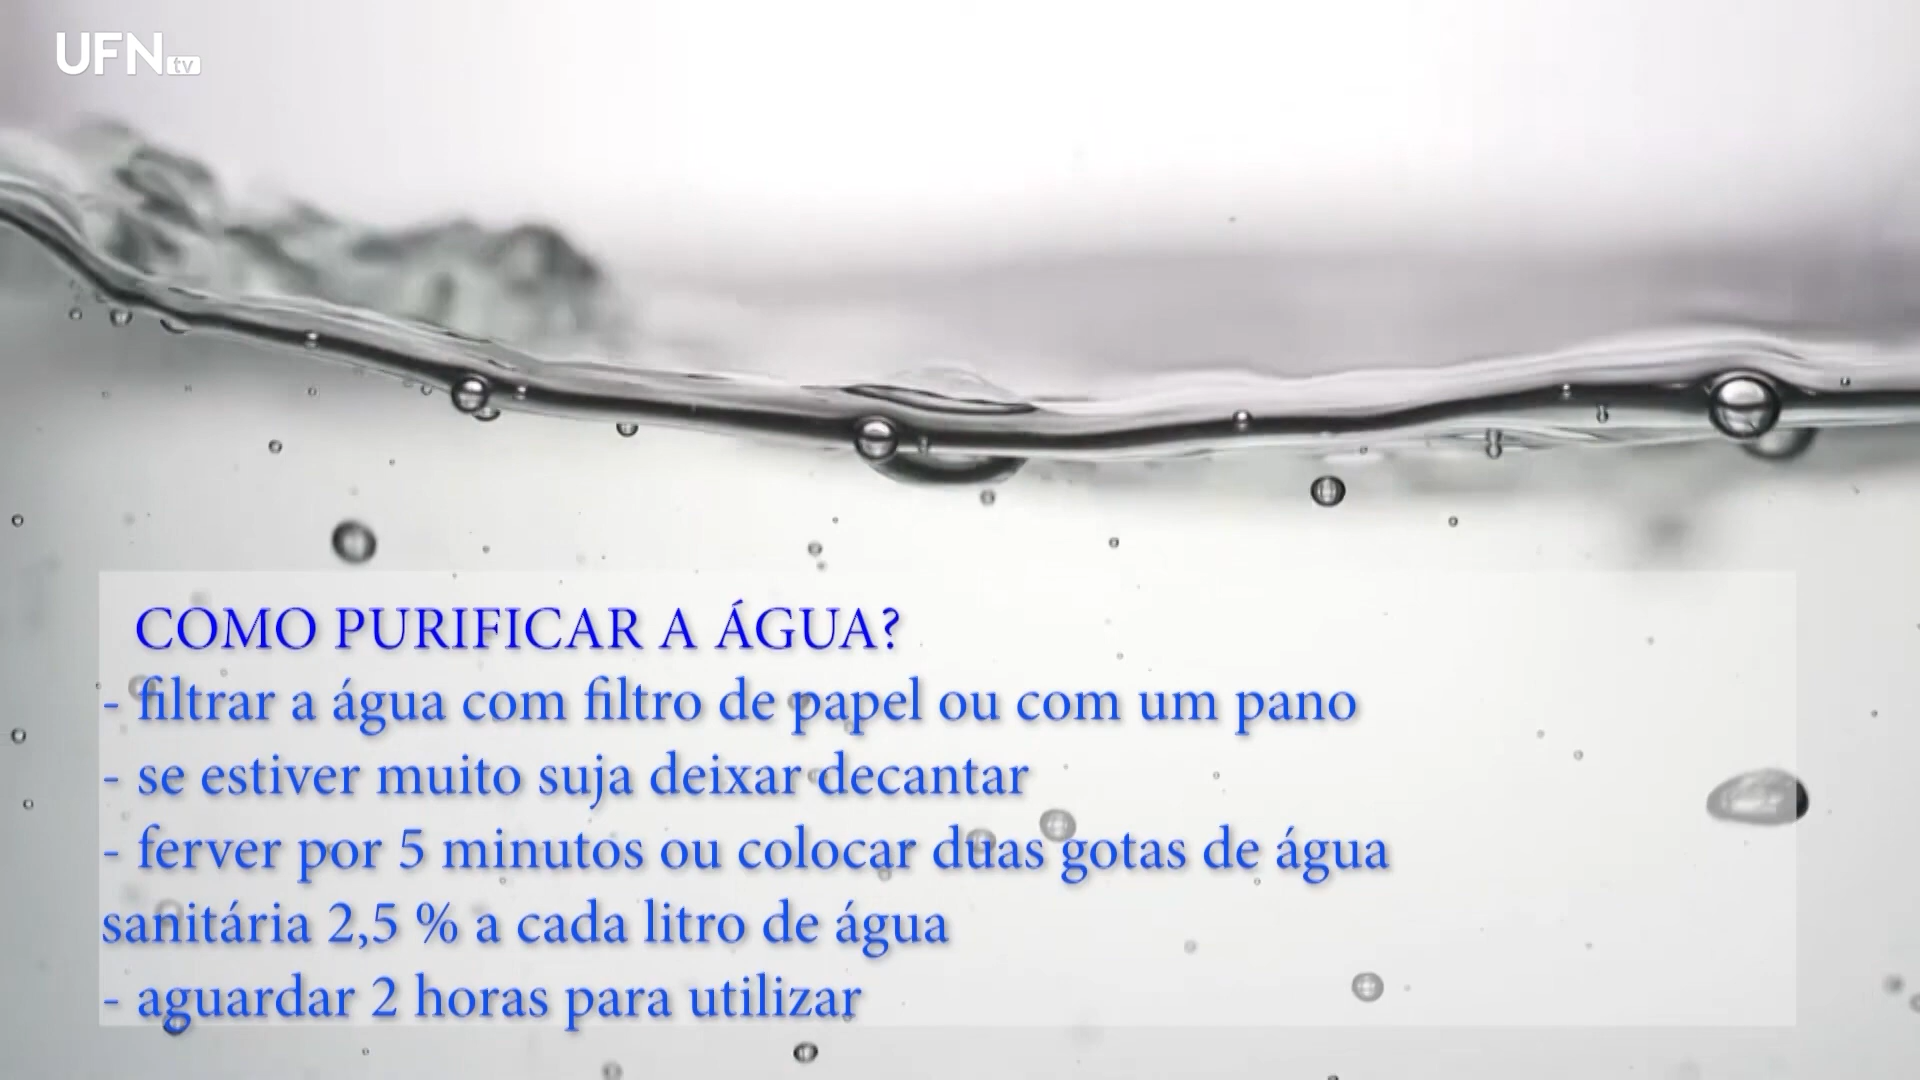 UFN tv
COMO PURIFICAR A ÁGUA?
- filtrar a água com filtro de papel ou com um pano
- se estiver muito suja deixar decantar
- ferver por 5 minutos ou colocar duas gotas de água
sanitária 2,5 % a cada litro de água
- aguardar 2 horas para utilizar